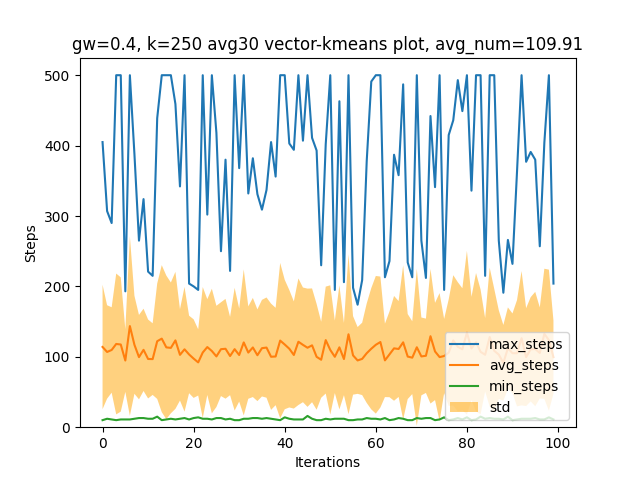 gw=0.4, k=250 avg30 vector-kmeans plot, avg_num=109.91
500
400
300
200
100
0
Steps
0 20 40 60 80 100
Iterations
max_steps
avg_steps
min_steps
std